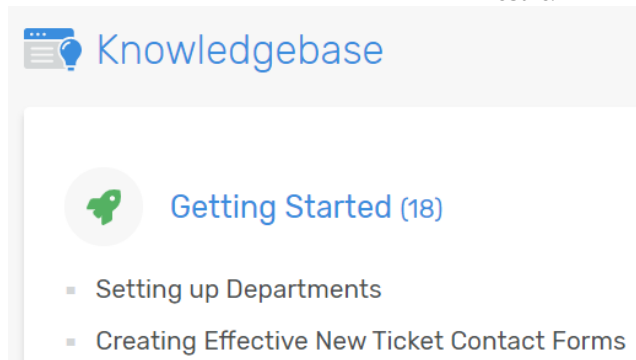 Knowledgebase
Getting Started (18)
Setting up Departments
Creating Effective New Ticket Contact Forms